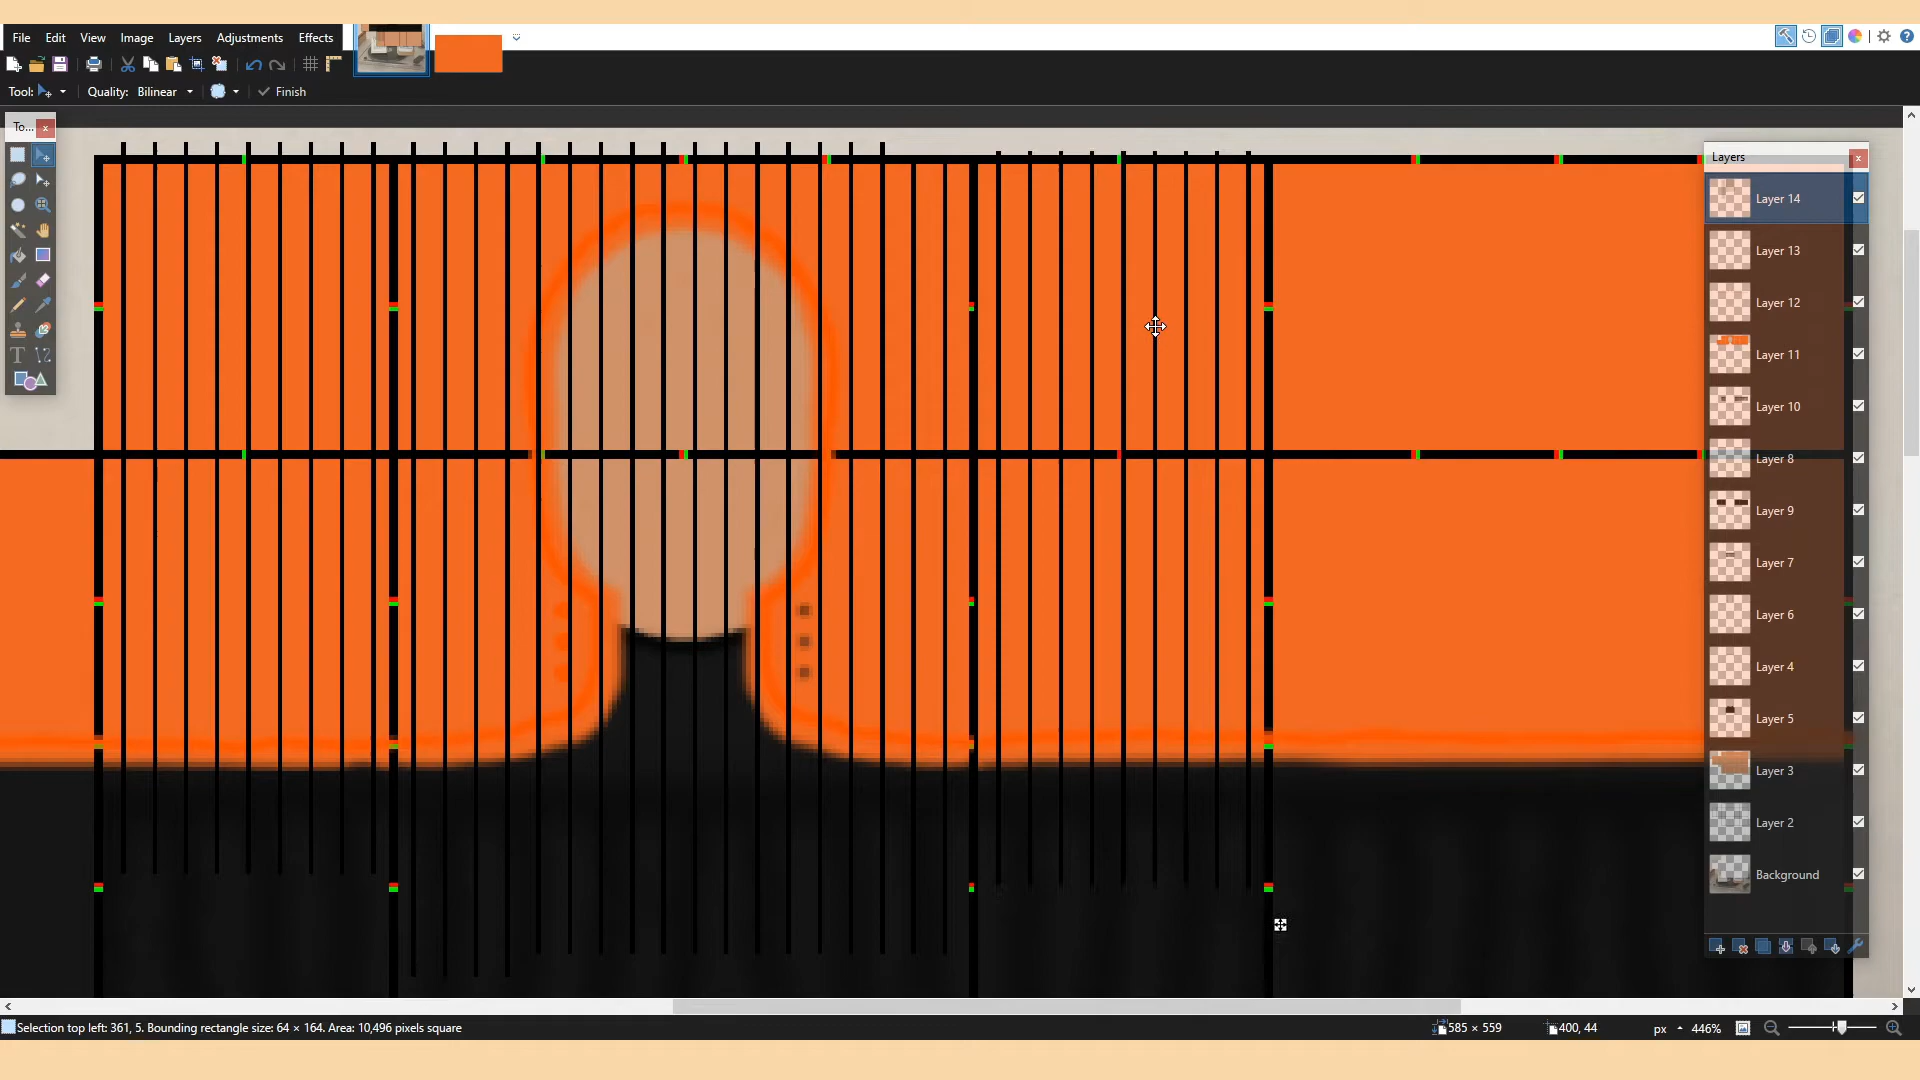 File Edit View Image Layers Adjustments Effects
Tool: Quality: Bilinear Finish
To...
Layers
Layer 14
Layer 13
Layer 12
Layer 11
Layer 10
Layer 8
Layer 9
Layer 7
Layer 6
Layer 4
Layer 5
Layer 3
Layer 2
Background
Selection top left: 361, 5. Bounding rectangle size: 64 × 164. Area: 10,496 pixels square
585 × 559
400, 44
px
446%